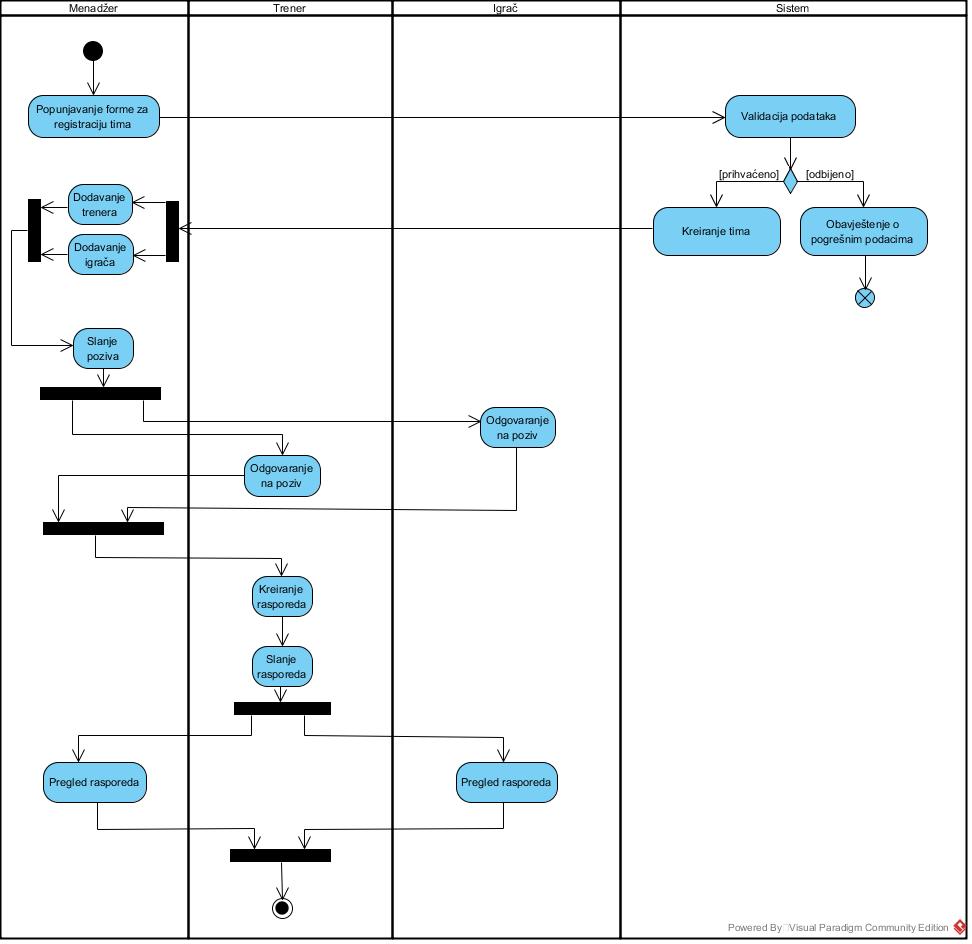 Menadžer
Trener
Igrač
Sistem
Popunjavanje forme za
registraciju tima
Validacija podataka
[prihvaćeno]
[odbijeno]
Dodavanje
trenera
Dodavanje
igrača
Kreiranje tima
Obavještenje o
pogrešnim podacima
Slanje
poziva
Odgovaranje
na poziv
Odgovaranje
na poziv
Kreiranje
rasporeda
Slanje
rasporeda
Pregled rasporeda
Pregled rasporeda
Powered By Visual Paradigm Community Edition